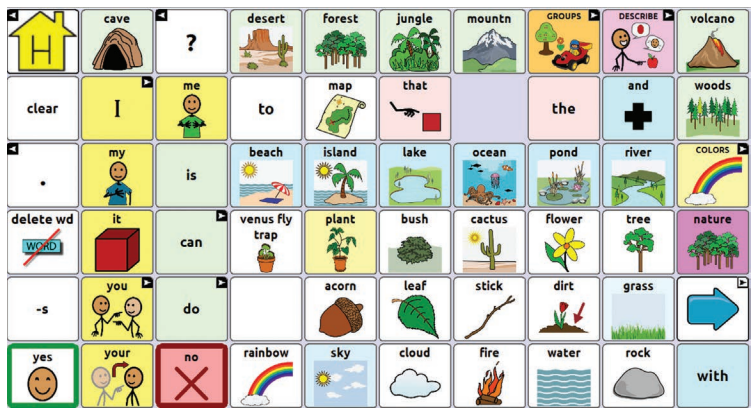 H
cave
?
desert
forest
jungle
mountn
GROUPS
DESCRIBE
volcano
clear
I
me
to
map
that
the
and
woods
.
my
is
beach
island
lake
ocean
pond
river
COLORS
delete wd
WORD
it
can
venus fly
trap
plant
bush
cactus
flower
tree
nature
-s
you
do
acorn
leaf
stick
dirt
grass
yes
your
no
rainbow
sky
cloud
fire
water
rock
with